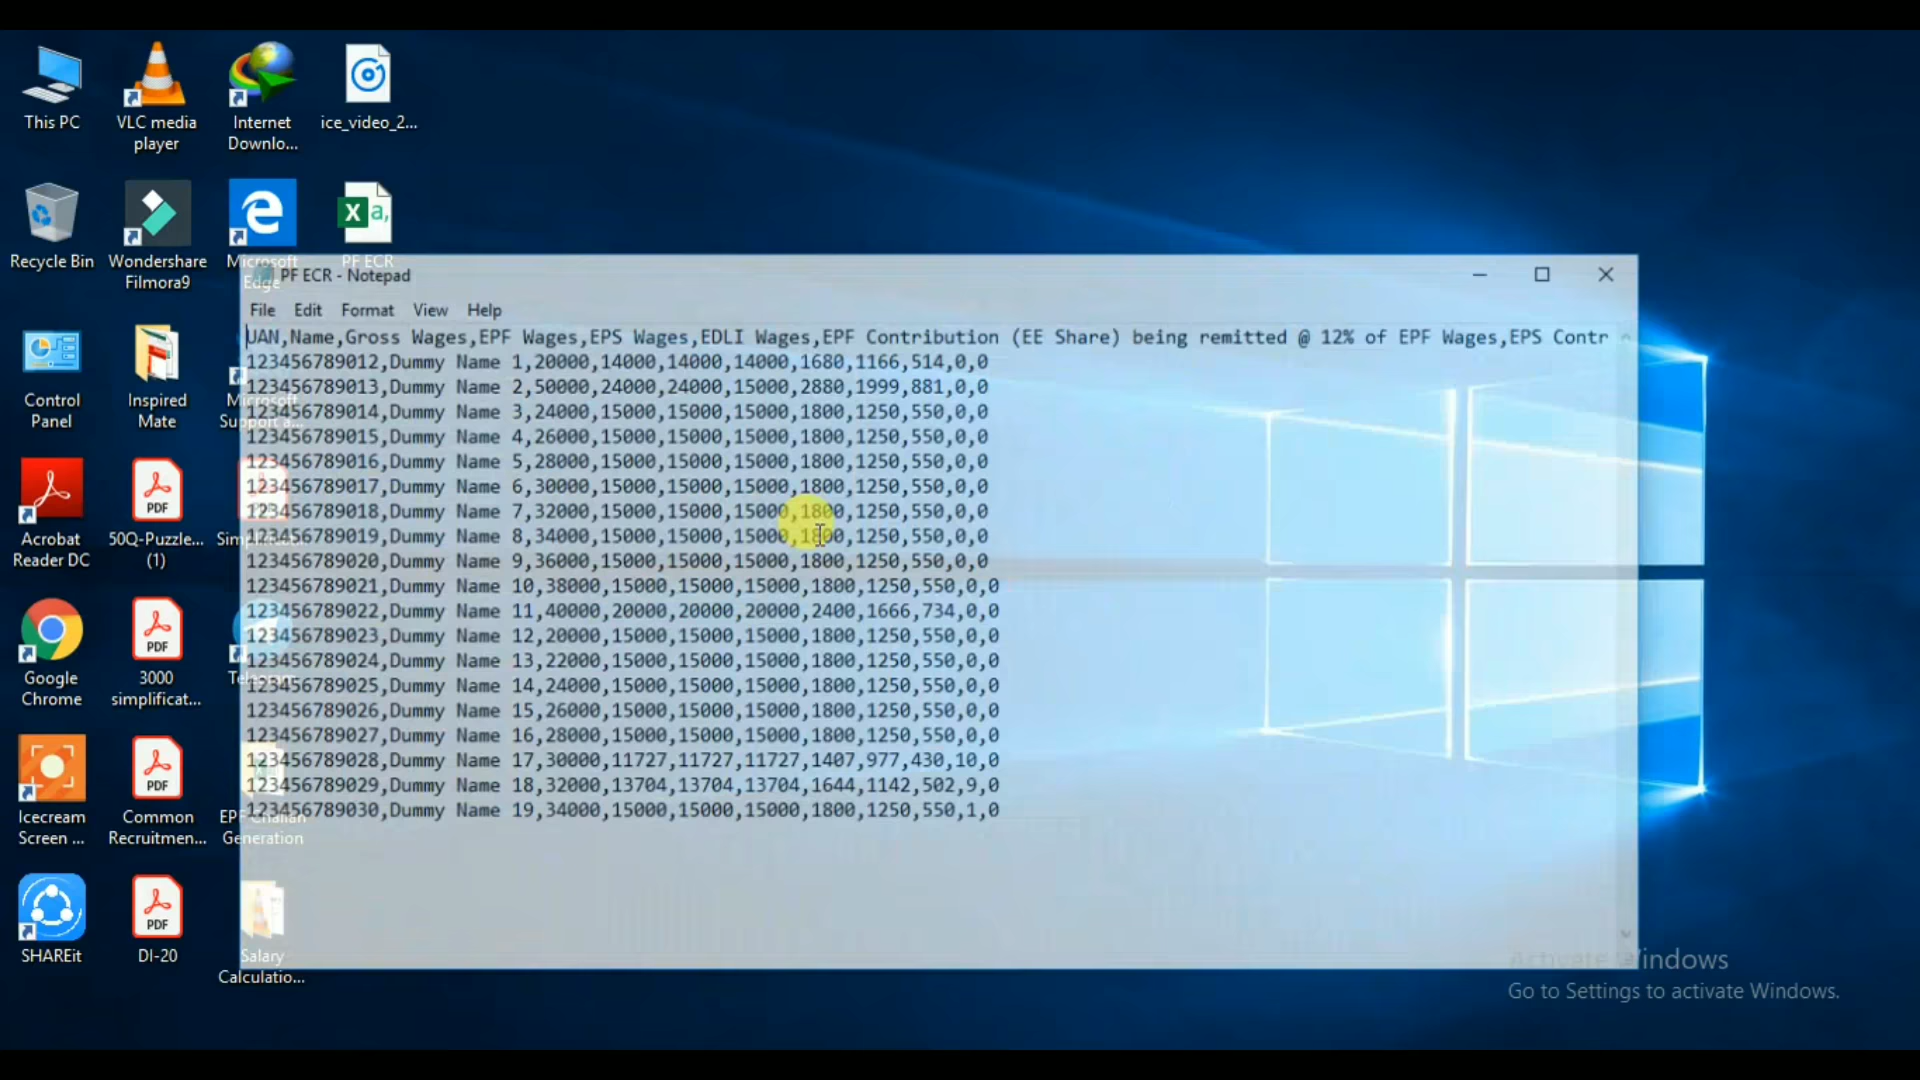 This PC
VLC media
player
Internet
Downlo...
ice_video_2...
Recycle Bin
Wondershare
Filmora9
Microsoft
Edge
PF ECR
Control
Panel
Inspired
Mate
Microsoft
Support a...
Acrobat
Reader DC
50Q-Puzzle...
(1)
Google
Chrome
3000
simplificat...
Icecream
Screen ...
Common
Recruitmen...
EPF Challan
Generation
SHAREit
DI-20
Salary
Calculatio...
PF ECR - Notepad
File Edit Format View Help
UAN,Name,Gross Wages,EPF Wages,EPS Wages,EDLI Wages,EPF Contribution (EE Share) being remitted @ 12% of EPF Wages,EPS Contr
123456789012,Dummy Name 1,20000,14000,14000,14000,1680,1166,514,0,0
123456789013,Dummy Name 2,50000,24000,24000,15000,2880,1999,881,0,0
123456789014,Dummy Name 3,24000,15000,15000,15000,1800,1250,550,0,0
123456789015,Dummy Name 4,26000,15000,15000,15000,1800,1250,550,0,0
123456789016,Dummy Name 5,28000,15000,15000,15000,1800,1250,550,0,0
123456789017,Dummy Name 6,30000,15000,15000,15000,1800,1250,550,0,0
123456789018,Dummy Name 7,32000,15000,15000,15000,1800,1250,550,0,0
123456789019,Dummy Name 8,34000,15000,15000,15000,1800,1250,550,0,0
123456789020,Dummy Name 9,36000,15000,15000,15000,1800,1250,550,0,0
123456789021,Dummy Name 10,38000,15000,15000,15000,1800,1250,550,0,0
123456789022,Dummy Name 11,40000,20000,20000,20000,2400,1666,734,0,0
123456789023,Dummy Name 12,20000,15000,15000,15000,1800,1250,550,0,0
123456789024,Dummy Name 13,22000,15000,15000,15000,1800,1250,550,0,0
123456789025,Dummy Name 14,24000,15000,15000,15000,1800,1250,550,0,0
123456789026,Dummy Name 15,26000,15000,15000,15000,1800,1250,550,0,0
123456789027,Dummy Name 16,28000,15000,15000,15000,1800,1250,550,0,0
123456789028,Dummy Name 17,30000,11727,11727,11727,1407,977,430,10,0
123456789029,Dummy Name 18,32000,13704,13704,13704,1644,1142,502,9,0
123456789030,Dummy Name 19,34000,15000,15000,15000,1800,1250,550,1,0
Activate Windows
Go to Settings to activate Windows.